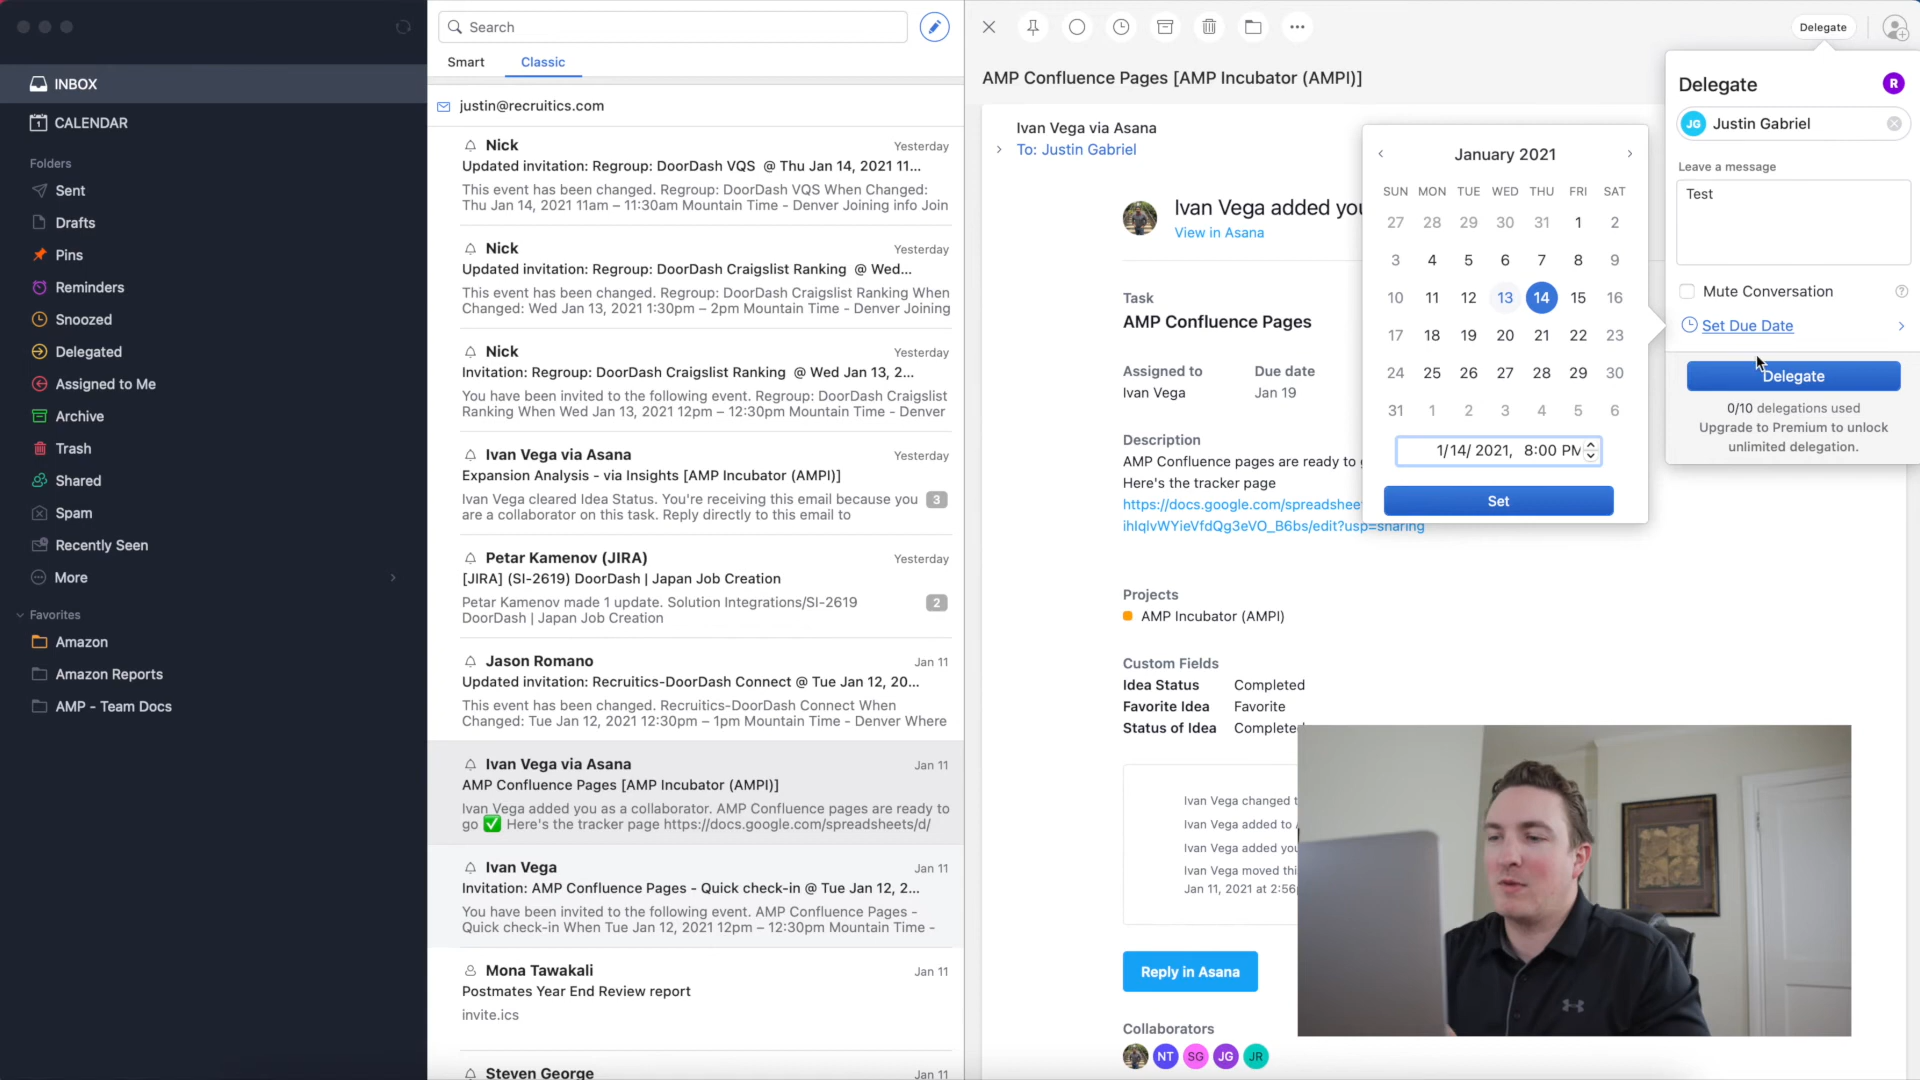 INBOX
CALENDAR
Folders
Sent
Drafts
Pins
Reminders
Snoozed
Delegated
Assigned to Me
Archive
Trash
Shared
Spam
Recently Seen
More
Favorites
Amazon
Amazon Reports
AMP - Team Docs
Search
Smart Classic
justin@recruitics.com
Nick Yesterday
Updated invitation: Regroup: DoorDash VQS @ Thu Jan 14, 2021 11...
This event has been changed. Regroup: DoorDash VQS When Changed:
Thu Jan 14, 2021 11am – 11:30am Mountain Time - Denver Joining info Join
Nick Yesterday
Updated invitation: Regroup: DoorDash Craigslist Ranking @ Wed...
This event has been changed. Regroup: DoorDash Craigslist Ranking When
Changed: Wed Jan 13, 2021 1:30pm – 2pm Mountain Time - Denver Joining
Nick Yesterday
Invitation: Regroup: DoorDash Craigslist Ranking @ Wed Jan 13, 2...
You have been invited to the following event. Regroup: DoorDash Craigslist
Ranking When Wed Jan 13, 2021 12pm – 12:30pm Mountain Time - Denver
Ivan Vega via Asana Yesterday
Expansion Analysis - via Insights [AMP Incubator (AMPI)]
Ivan Vega cleared Idea Status. You're receiving this email because you 3
are a collaborator on this task. Reply directly to this email to
Petar Kamenov (JIRA) Yesterday
[JIRA] (SI-2619) DoorDash | Japan Job Creation
Petar Kamenov made 1 update. Solution Integrations/SI-2619 2
DoorDash | Japan Job Creation
Jason Romano Jan 11
Updated invitation: Recruitics-DoorDash Connect @ Tue Jan 12, 20...
This event has been changed. Recruitics-DoorDash Connect When
Changed: Tue Jan 12, 2021 12:30pm – 1pm Mountain Time - Denver Where
Ivan Vega via Asana Jan 11
AMP Confluence Pages [AMP Incubator (AMPI)]
Ivan Vega added you as a collaborator. AMP Confluence pages are ready to
go ✅ Here's the tracker page https://docs.google.com/spreadsheets/d/
Ivan Vega Jan 11
Invitation: AMP Confluence Pages - Quick check-in @ Tue Jan 12, 2...
You have been invited to the following event. AMP Confluence Pages -
Quick check-in When Tue Jan 12, 2021 12pm – 12:30pm Mountain Time -
Mona Tawakali Jan 11
Postmates Year End Review report
invite.ics
Steven George Jan 11
Delegate
AMP Confluence Pages [AMP Incubator (AMPI)]
Ivan Vega via Asana
To: Justin Gabriel
Ivan Vega added you
View in Asana
Task
AMP Confluence Pages
Assigned to Due date
Ivan Vega Jan 19
Description
AMP Confluence pages are ready to
Here's the tracker page
https://docs.google.com/spreadshee
ihlqlvWYieVfdQg3eVO_B6bs/edit?usp=sharing
Projects
AMP Incubator (AMPI)
Custom Fields
Idea Status Completed
Favorite Idea Favorite
Status of Idea Complete
Ivan Vega changed t
Ivan Vega added to
Ivan Vega added you
Ivan Vega moved thi
Jan 11, 2021 at 2:56
Reply in Asana
Collaborators
NT SG JG JR
January 2021
SUN MON TUE WED THU FRI SAT
27 28 29 30 31 1 2
3 4 5 6 7 8 9
10 11 12 13 14 15 16
17 18 19 20 21 22 23
24 25 26 27 28 29 30
31 1 2 3 4 5 6
1/14/2021, 8:00 PM
Set
Delegate R
JG Justin Gabriel
Leave a message
Test
Mute Conversation ?
Set Due Date
Delegate
0/10 delegations used
Upgrade to Premium to unlock
unlimited delegation.